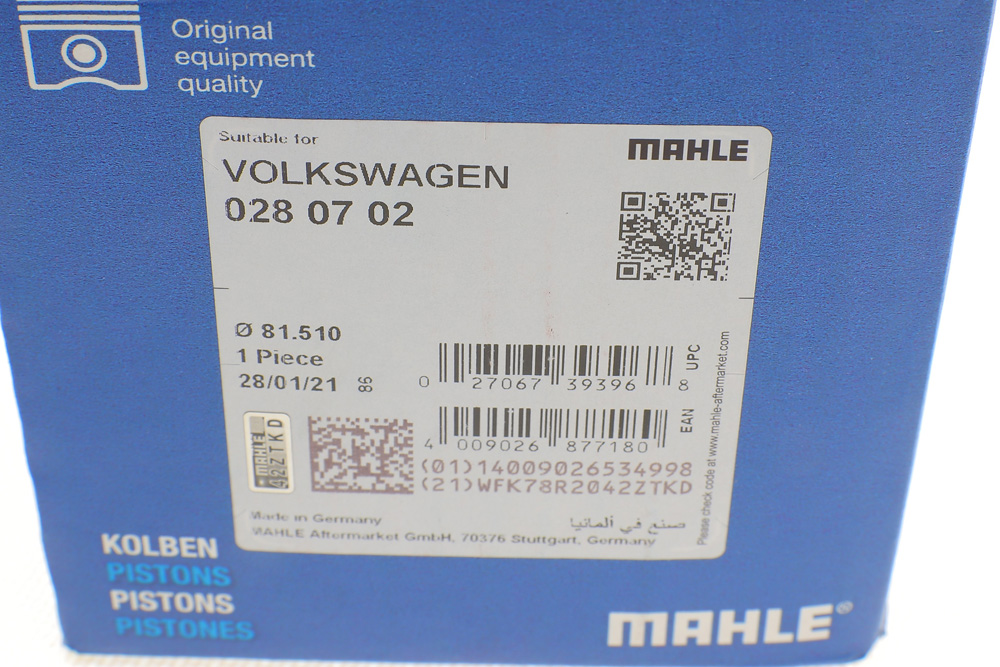 Original
equipment
quality
Suitable for
MAHLE
VOLKSWAGEN
028 07 02
Ø 81.510
1 Piece
28/01/21
86
0 27067 39396 8
UPC
4 009026 877180
EAN
MAHLE
42ZTKD
(01)14009026534998
(21)WFK78R2042ZTKD
Please check code at www.mahle-aftermarket.com
Made in Germany
صنع في ألمانيا
MAHLE Aftermarket GmbH, 70376 Stuttgart, Germany
KOLBEN
PISTONS
PISTONS
PISTONES
MAHLE®